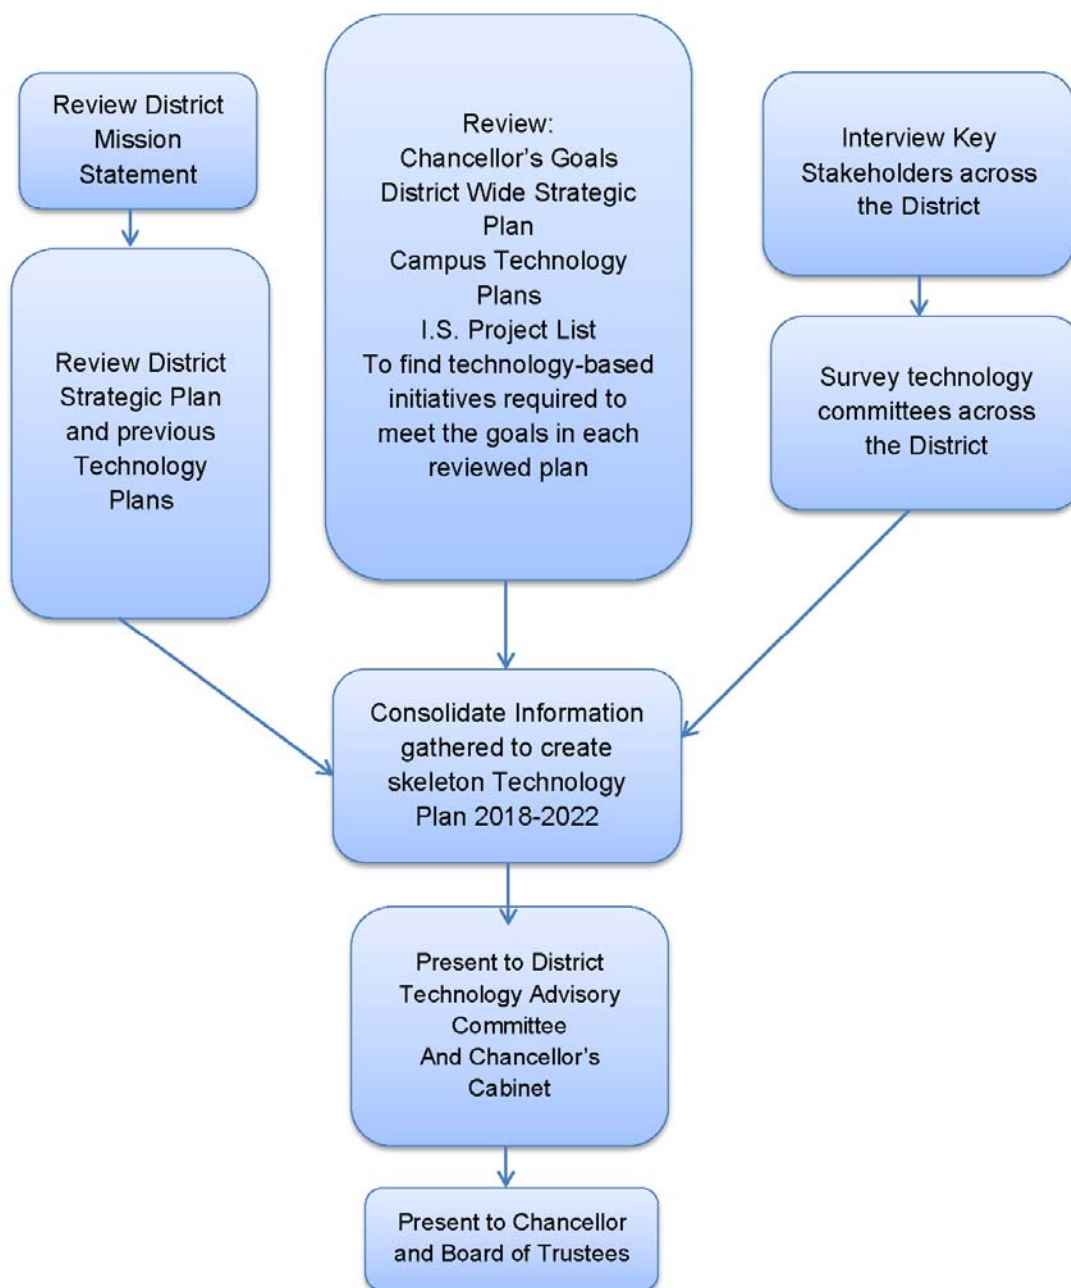 Review District
Mission
Statement
Review District
Strategic Plan
and previous
Technology
Plans
Review:
Chancellor's Goals
District Wide Strategic
Plan
Campus Technology
Plans
I.S. Project List
To find technology-based
initiatives required to
meet the goals in each
reviewed plan
Interview Key
Stakeholders across
the District
Survey technology
committees across
the District
Consolidate Information
gathered to create
skeleton Technology
Plan 2018-2022
Present to District
Technology Advisory
Committee
And Chancellor's
Cabinet
Present to Chancellor
and Board of Trustees